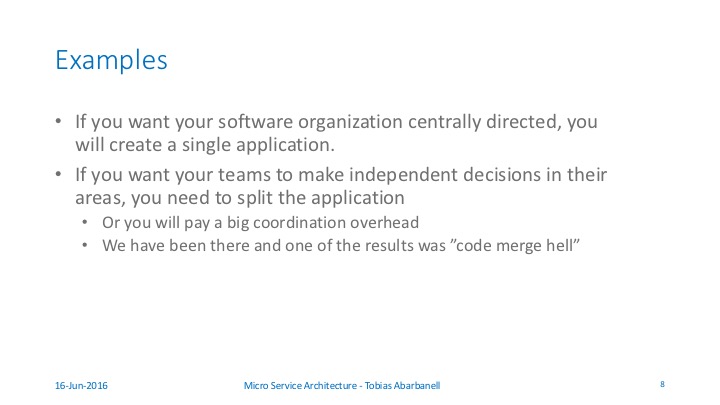 Examples
• If you want your software organization centrally directed, you
will create a single application.
• If you want your teams to make independent decisions in their
areas, you need to split the application
• Or you will pay a big coordination overhead
• We have been there and one of the results was ”code merge hell”
16-Jun-2016
Micro Service Architecture - Tobias Abarbanell
8